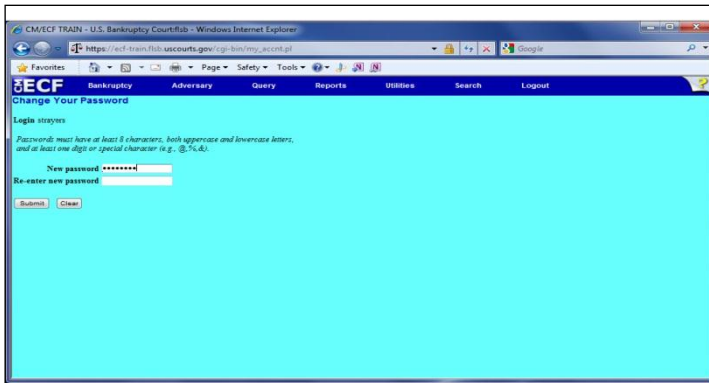 CM/ECF TRAIN - U.S. Bankruptcy Court:flsb - Windows Internet Explorer
https://ecf-train.flsb.uscourts.gov/cgi-bin/my_accnt.pl
Google
Favorites Page Safety Tools
ECF Bankruptcy Adversary Query Reports Utilities Search Logout ?
Change Your Password
Login strayers
Passwords must have at least 8 characters, both uppercase and lowercase letters,
and at least one digit or special character (e.g., @,%,&).
New password ••••••••
Re-enter new password
Submit Clear